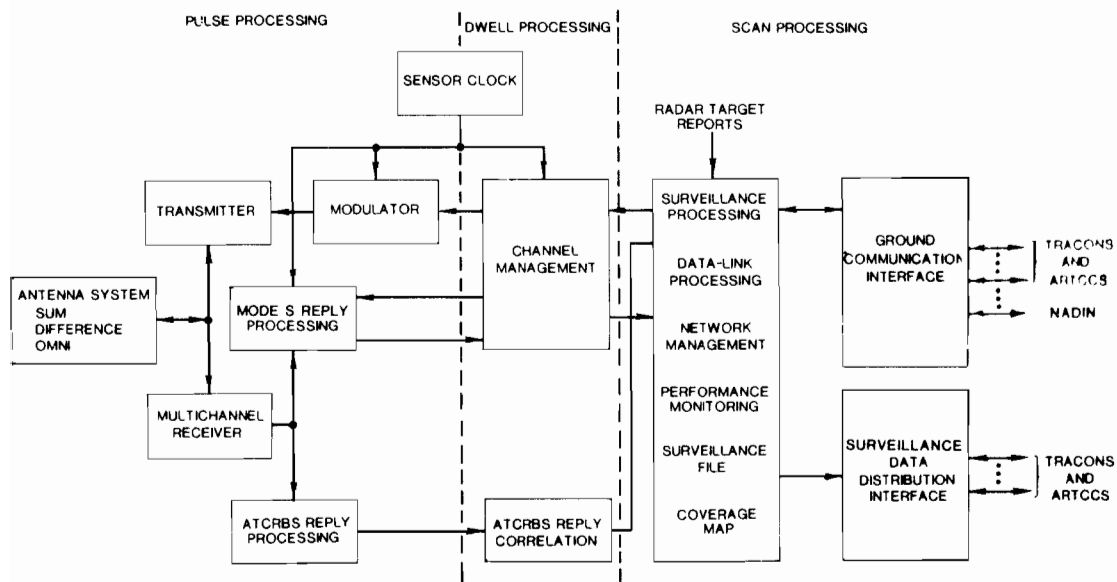 PULSE PROCESSING
DWELL PROCESSING
SCAN PROCESSING
SENSOR CLOCK
RADAR TARGET
REPORTS
TRANSMITTER
MODULATOR
CHANNEL
MANAGEMENT
SURVEILLANCE
PROCESSING
DATA-LINK
PROCESSING
NETWORK
MANAGEMENT
PERFORMANCE
MONITORING
SURVEILLANCE
FILE
COVERAGE
MAP
GROUND
COMMUNICATION
INTERFACE
TRACONS
AND
ARTCCS
NADIN
ANTENNA SYSTEM
SUM
DIFFERENCE
OMNI
MODE S REPLY
PROCESSING
MULTICHANNEL
RECEIVER
SURVEILLANCE
DATA
DISTRIBUTION
INTERFACE
TRACONS
AND
ARTCCS
ATCRBS REPLY
PROCESSING
ATCRBS REPLY
CORRELATION